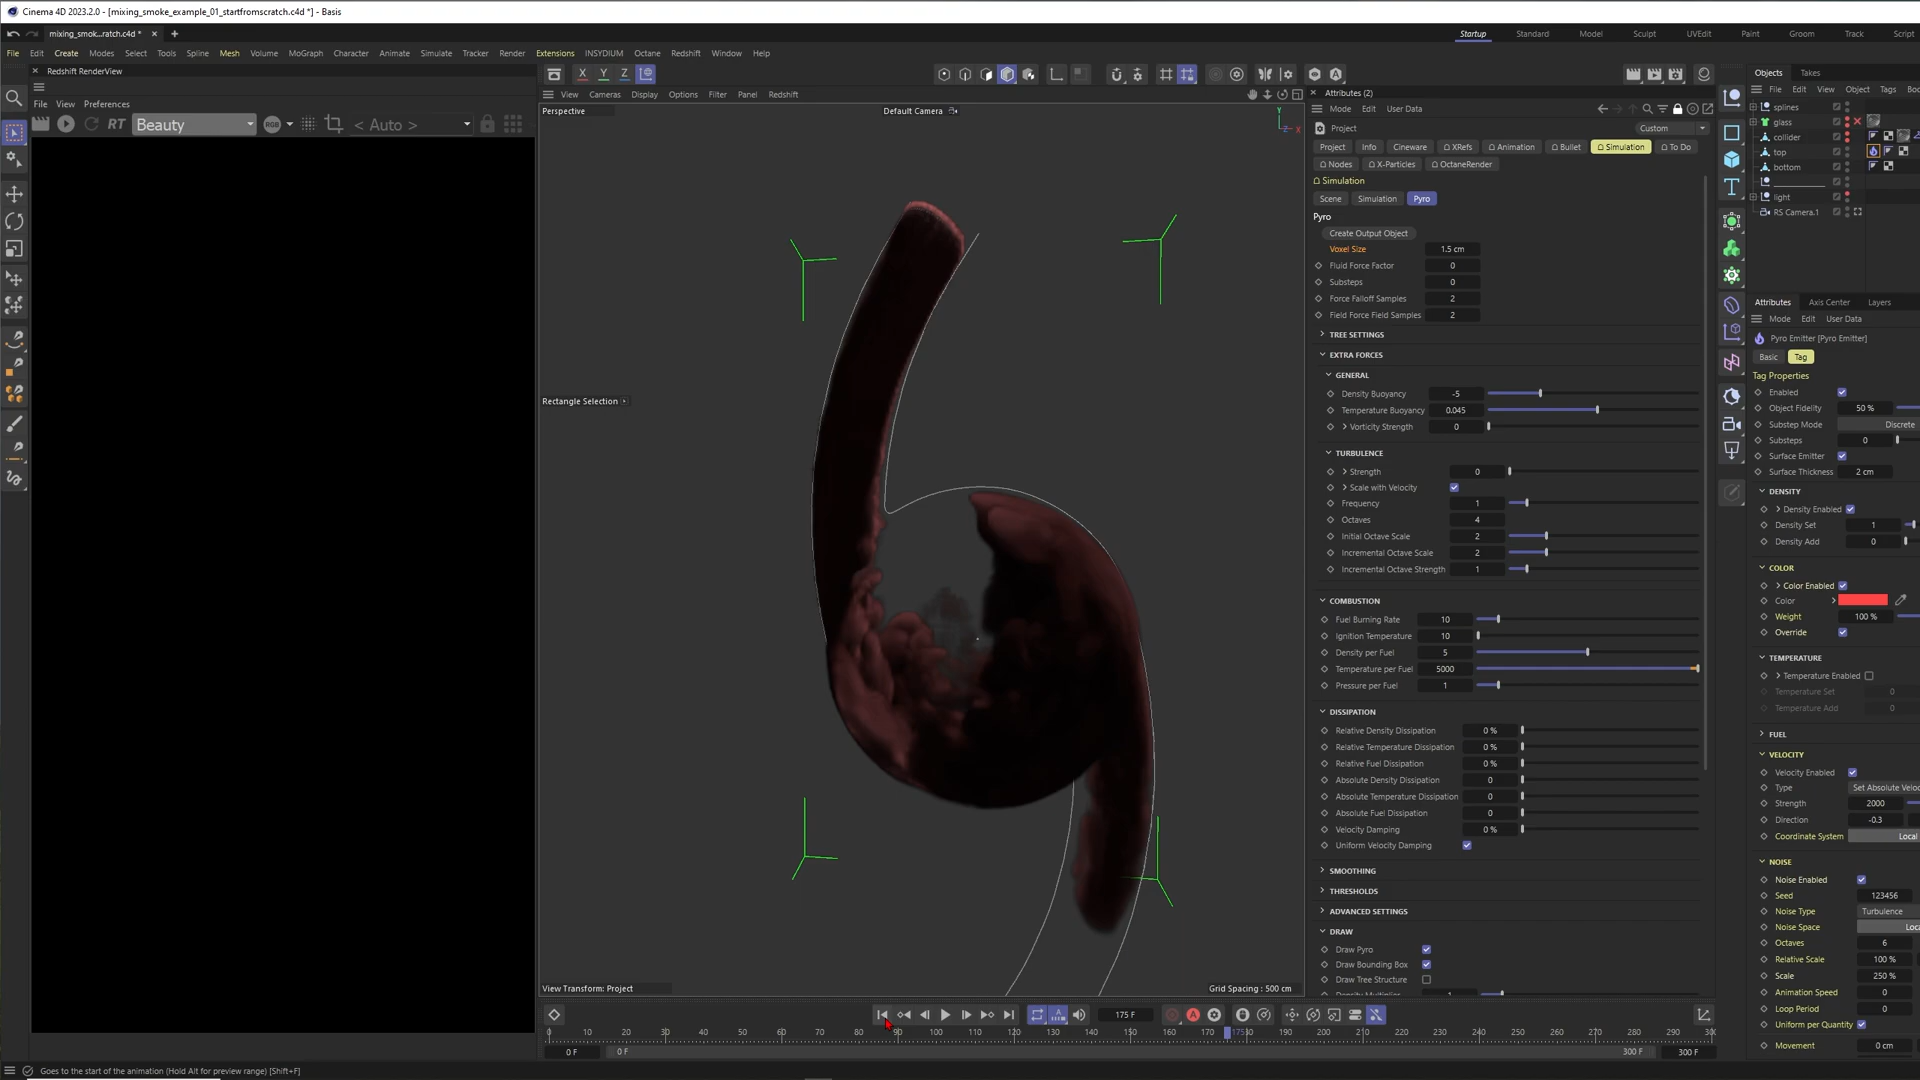 Cinema 4D 2023.2.0 - [mixing_smoke_example_01_startfromscratch.c4d *] - Basis
mixing_smok...ratch.c4d *
Startup Standard Model Sculpt UVEdit Paint Groom Track Script
File Edit Create Modes Select Tools Spline Mesh Volume MoGraph Character Animate Simulate Tracker Render Extensions INSYDIUM Octane Redshift Window Help
Redshift RenderView
File View Preferences
RT Beauty RGB < Auto >
X Y Z
View Cameras Display Options Filter Panel Redshift
Perspective
Default Camera
Rectangle Selection
View Transform: Project
Grid Spacing : 500 cm
Attributes (2)
Mode Edit User Data
Project
Custom
Project Info Cineware XRefs Animation Bullet Simulation To Do
Nodes X-Particles OctaneRender
Simulation
Scene Simulation Pyro
Pyro
Create Output Object
Voxel Size 1.5 cm
Fluid Force Factor 0
Substeps 0
Force Falloff Samples 2
Field Force Field Samples 2
TREE SETTINGS
EXTRA FORCES
GENERAL
Density Buoyancy -5
Temperature Buoyancy 0.045
Vorticity Strength 0
TURBULENCE
Strength 0
Scale with Velocity
Frequency 1
Octaves 4
Initial Octave Scale 2
Incremental Octave Scale 2
Incremental Octave Strength 1
COMBUSTION
Fuel Burning Rate 10
Ignition Temperature 10
Density per Fuel 5
Temperature per Fuel 5000
Pressure per Fuel 1
DISSIPATION
Relative Density Dissipation 0 %
Relative Temperature Dissipation 0 %
Relative Fuel Dissipation 0 %
Absolute Density Dissipation 0
Absolute Temperature Dissipation 0
Absolute Fuel Dissipation 0
Velocity Damping 0 %
Uniform Velocity Damping
SMOOTHING
THRESHOLDS
ADVANCED SETTINGS
DRAW
Draw Pyro
Draw Bounding Box
Draw Tree Structure
Density Multiplier 1
Objects Takes
File Edit View Object Tags
splines
glass
collider
top
bottom
light
RS Camera.1
Attributes Axis Center Layers
Mode Edit User Data
Pyro Emitter [Pyro Emitter]
Basic Tag
Tag Properties
Enabled
Object Fidelity 50 %
Substep Mode Discrete
Substeps 0
Surface Emitter
Surface Thickness 2 cm
DENSITY
Density Enabled
Density Set 1
Density Add 0
COLOR
Color Enabled
Color
Weight 100 %
Override
TEMPERATURE
Temperature Enabled
Temperature Set 0
Temperature Add 0
FUEL
VELOCITY
Velocity Enabled
Type Set Absolute Veloc
Strength 2000
Direction -0.3
Coordinate System Local
NOISE
Noise Enabled
Seed 123456
Noise Type Turbulence
Noise Space Loc
Octaves 6
Relative Scale 100 %
Scale 250 %
Animation Speed 0
Loop Period 0
Uniform per Quantity
Movement 0 cm
175 F
0 10 20 30 40 50 60 70 80 90 100 110 120 130 140 150 160 170 175 190 200 210 220 230 240 250 260 270 280 290 30
0 F 0 F 300 F 300 F
Goes to the start of the animation (Hold Alt for preview range) [Shift+F]